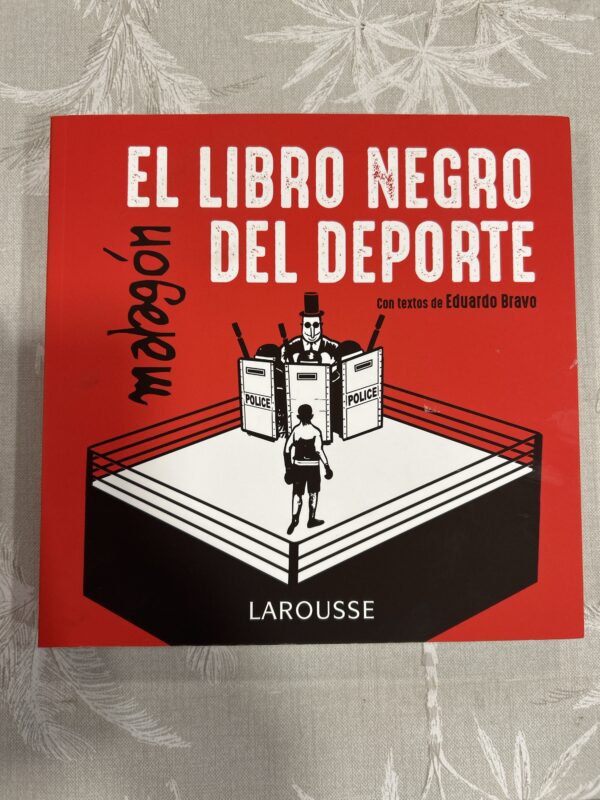 EL LIBRO NEGRO
DEL DEPORTE
malagón
Con textos de Eduardo Bravo
POLICE
POLICE
LAROUSSE